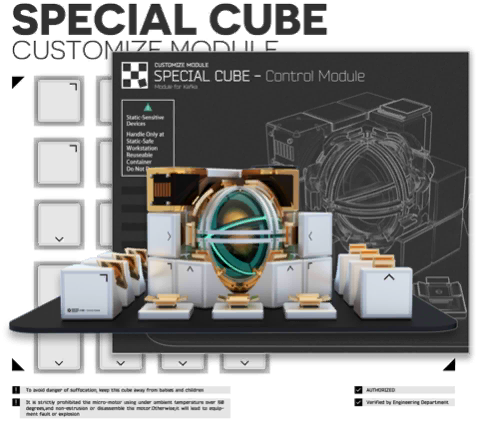 SPECIAL CUBE
CUSTOMIZE MODULE
CUSTOMIZE MODULE
SPECIAL CUBE - Control Module
Module for Kafka
Static-Sensitive
Devices
Handle Only at
Static-Safe
Workstation
Reuseable
Container
Do Not
To avoid danger of suffocation, keep this cube away from babies and children
It is strictly prohibited the micro-motor using under ambient temperature over 98
degrees,and non-extrusion or disassemble the motor!Otherwise,it will lead to equip-
ment fault or explosion
AUTHORIZED
Verified by Engineering Department